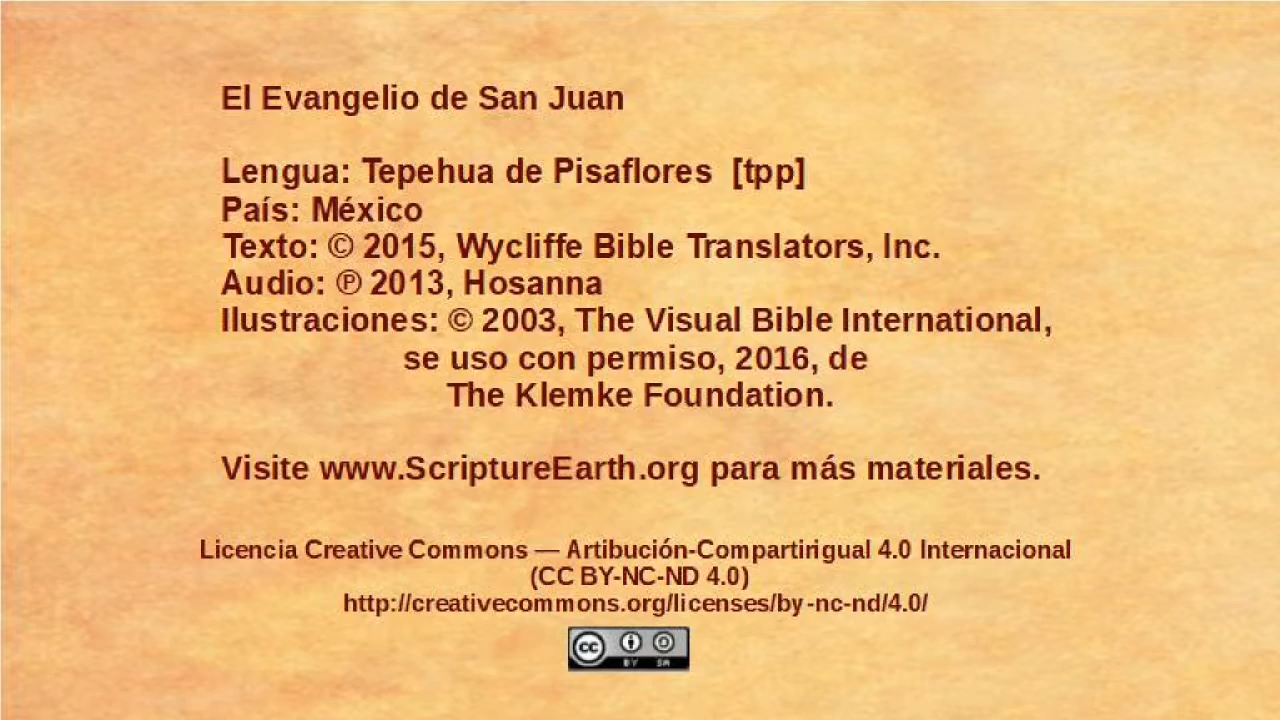 El Evangelio de San Juan
Lengua: Tepehua de Pisaflores [tpp]
País: México
Texto: © 2015, Wycliffe Bible Translators, Inc.
Audio: ℗ 2013, Hosanna
Ilustraciones: © 2003, The Visual Bible International,
se uso con permiso, 2016, de
The Klemke Foundation.
Visite www.ScriptureEarth.org para más materiales.
Licencia Creative Commons — Artibución-Compartirigual 4.0 Internacional
(CC BY-NC-ND 4.0)
http://creativecommons.org/licenses/by-nc-nd/4.0/
cc BY SA